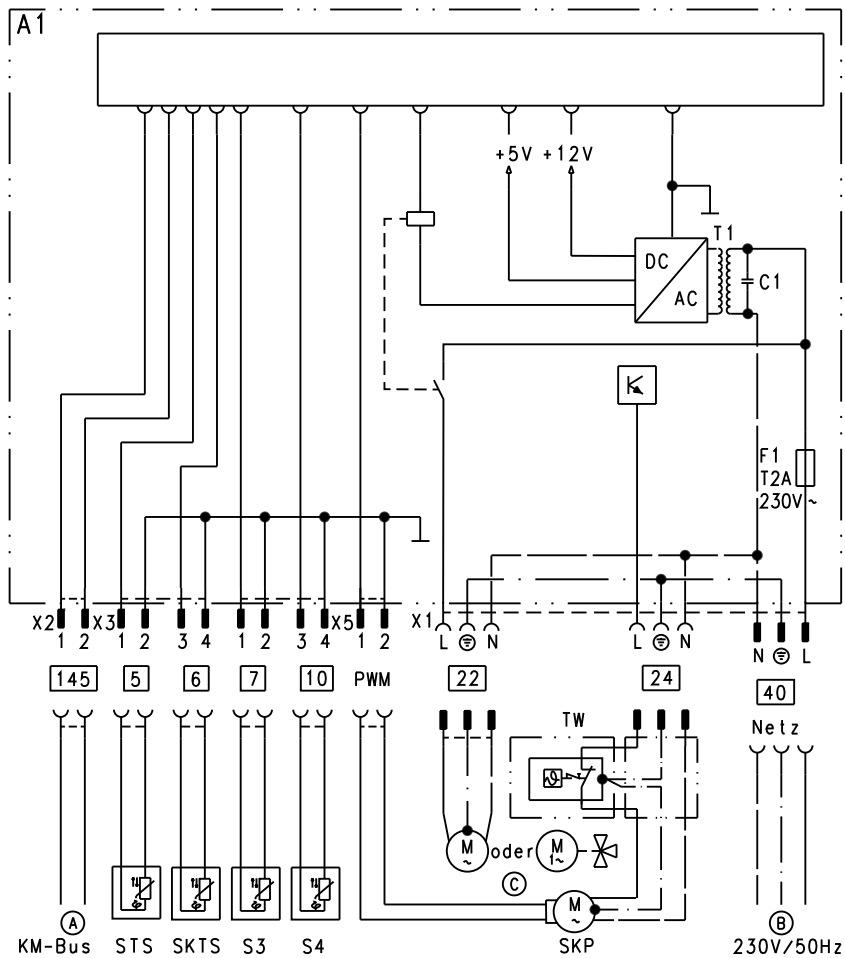 A1
+5V +12V
T1
DC
AC
C1
F1
T2A
230V~
X2 X3 X5 X1
1 2 1 2 3 4 1 2 3 4 1 2
L N L N N L
145 5 6 7 10 PWM 22 24 40
Netz
TW
ϑ
M
~
oder
M
1~
C
M
~
A
B
KM-Bus STS SKTS S3 S4 SKP 230V/50Hz